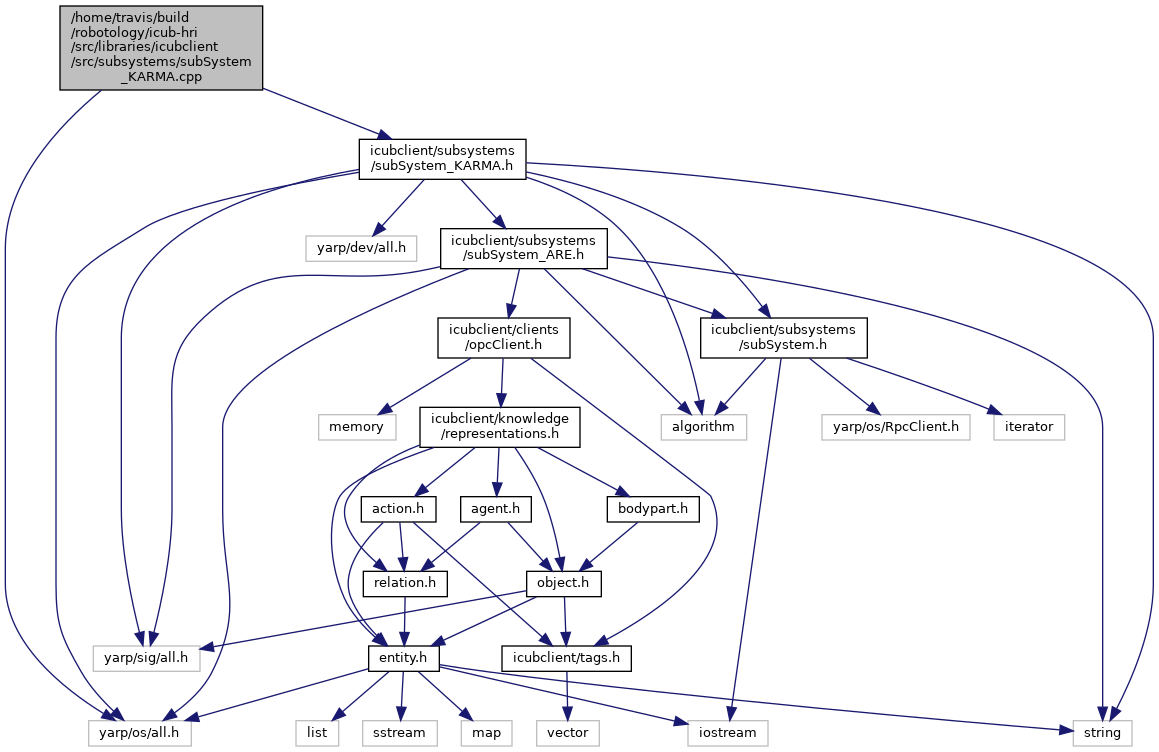 /home/travis/build
/robotology/icub-hri
/src/libraries/icubclient
/src/subsystems/subSystem
_KARMA.cpp
icubclient/subsystems
/subSystem_KARMA.h
yarp/dev/all.h
icubclient/subsystems
/subSystem_ARE.h
icubclient/clients
/opcClient.h
icubclient/subsystems
/subSystem.h
memory
icubclient/knowledge
/representations.h
algorithm
yarp/os/RpcClient.h
iterator
action.h
agent.h
bodypart.h
relation.h
object.h
yarp/sig/all.h
entity.h
icubclient/tags.h
yarp/os/all.h
list
sstream
map
vector
iostream
string